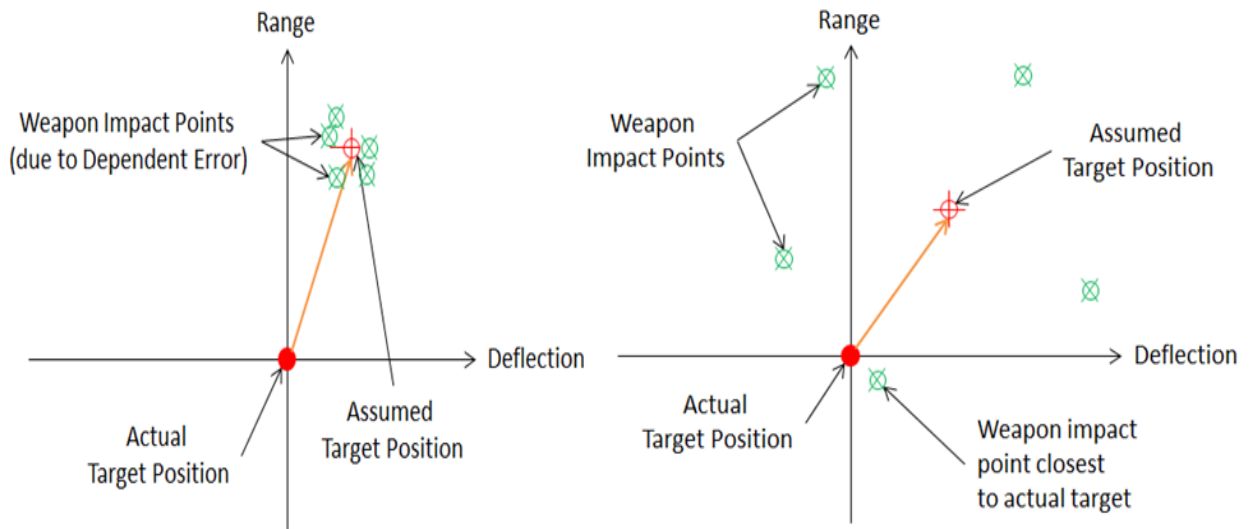 Range
Weapon Impact Points
(due to Dependent Error)
Deflection
Assumed
Target Position
Actual
Target Position
Range
Weapon
Impact Points
Assumed
Target Position
Deflection
Actual
Target Position
Weapon impact
point closest
to actual target